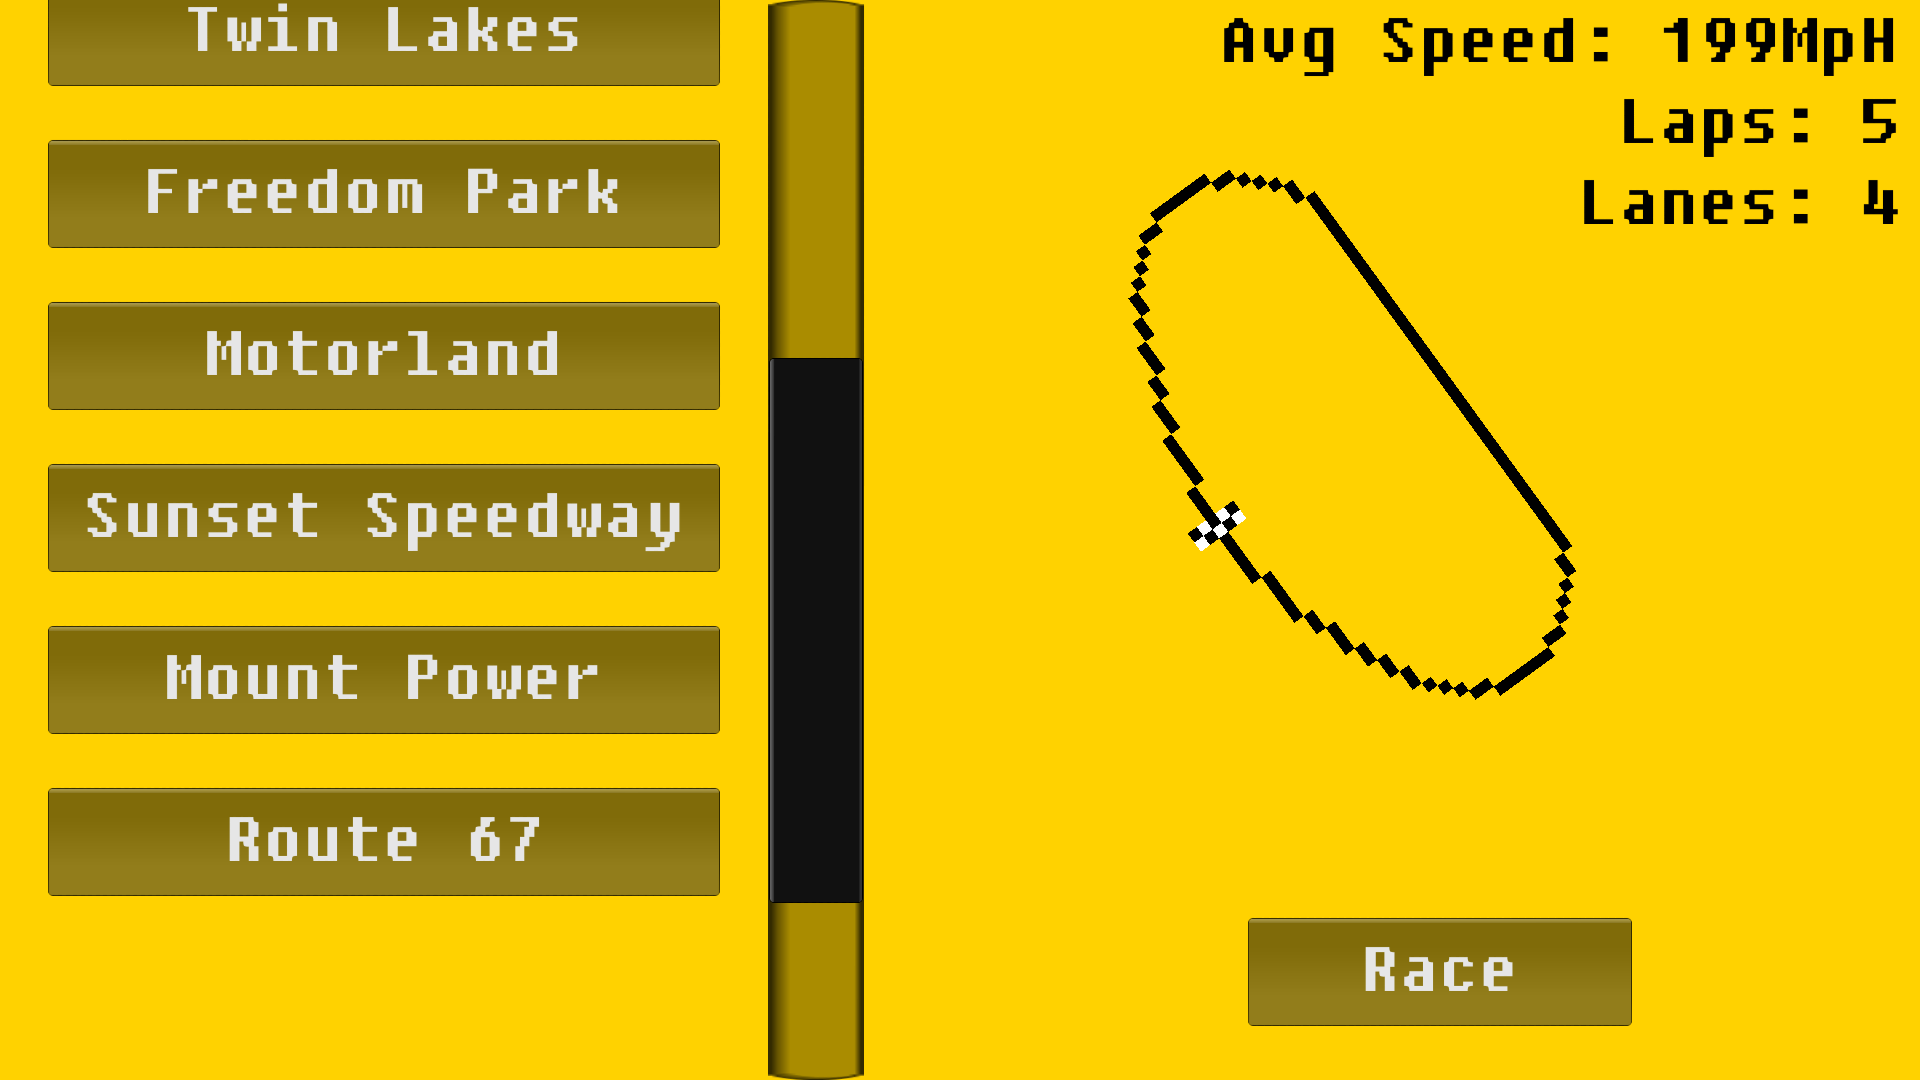 Twin Lakes
Freedom Park
Motorland
Sunset Speedway
Mount Power
Route 67
Avg Speed: 199MpH
Laps: 5
Lanes: 4
Race